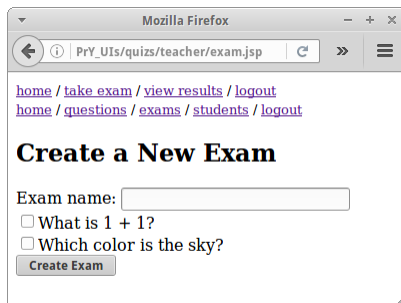 Mozilla Firefox
PrY_UIs/quizs/teacher/exam.jsp
home / take exam / view results / logout
home / questions / exams / students / logout
Create a New Exam
Exam name:
What is 1 + 1?
Which color is the sky?
Create Exam